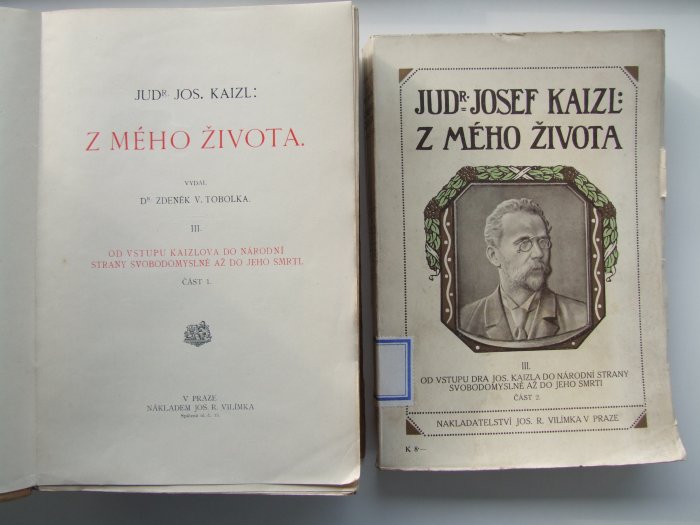 JUDR. JOS. KAIZL:
Z MÉHO ŽIVOTA.
VYDAL
DR. ZDENĚK V. TOBOLKA.
III.
OD VSTUPU KAIZLOVA DO NÁRODNÍ
STRANY SVOBODOMYSLNÉ AŽ DO JEHO SMRTI.
ČÁST 1.
V PRAZE
NÁKLADEM JOS. R. VILÍMKA
JUDR. JOSEF KAIZL:
Z MÉHO ŽIVOTA
III.
OD VSTUPU DRA JOS. KAIZLA DO NÁRODNÍ STRANY
SVOBODOMYSLNÉ AŽ DO JEHO SMRTI
ČÁST 2.
NAKLADATELSTVÍ JOS. R. VILÍMKA V PRAZE
K 8·—